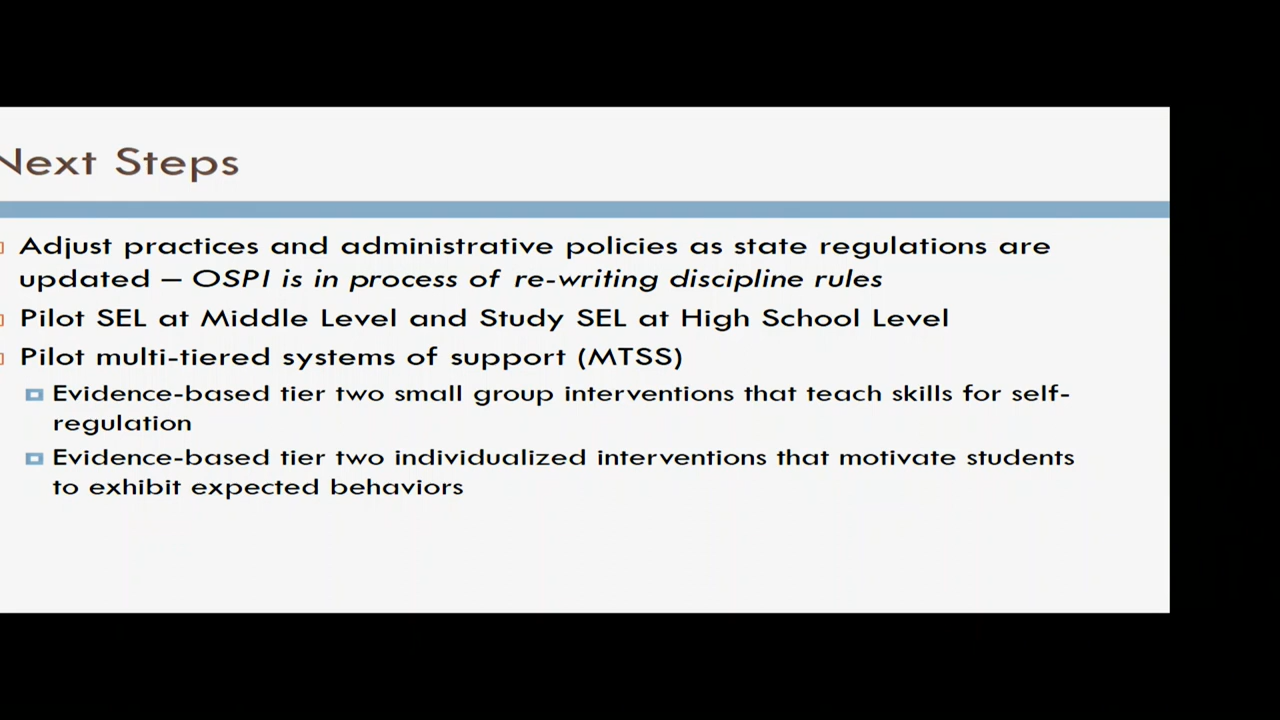 Next Steps
Adjust practices and administrative policies as state regulations are
updated – OSPI is in process of re-writing discipline rules
Pilot SEL at Middle Level and Study SEL at High School Level
Pilot multi-tiered systems of support (MTSS)
Evidence-based tier two small group interventions that teach skills for self-
regulation
Evidence-based tier two individualized interventions that motivate students
to exhibit expected behaviors